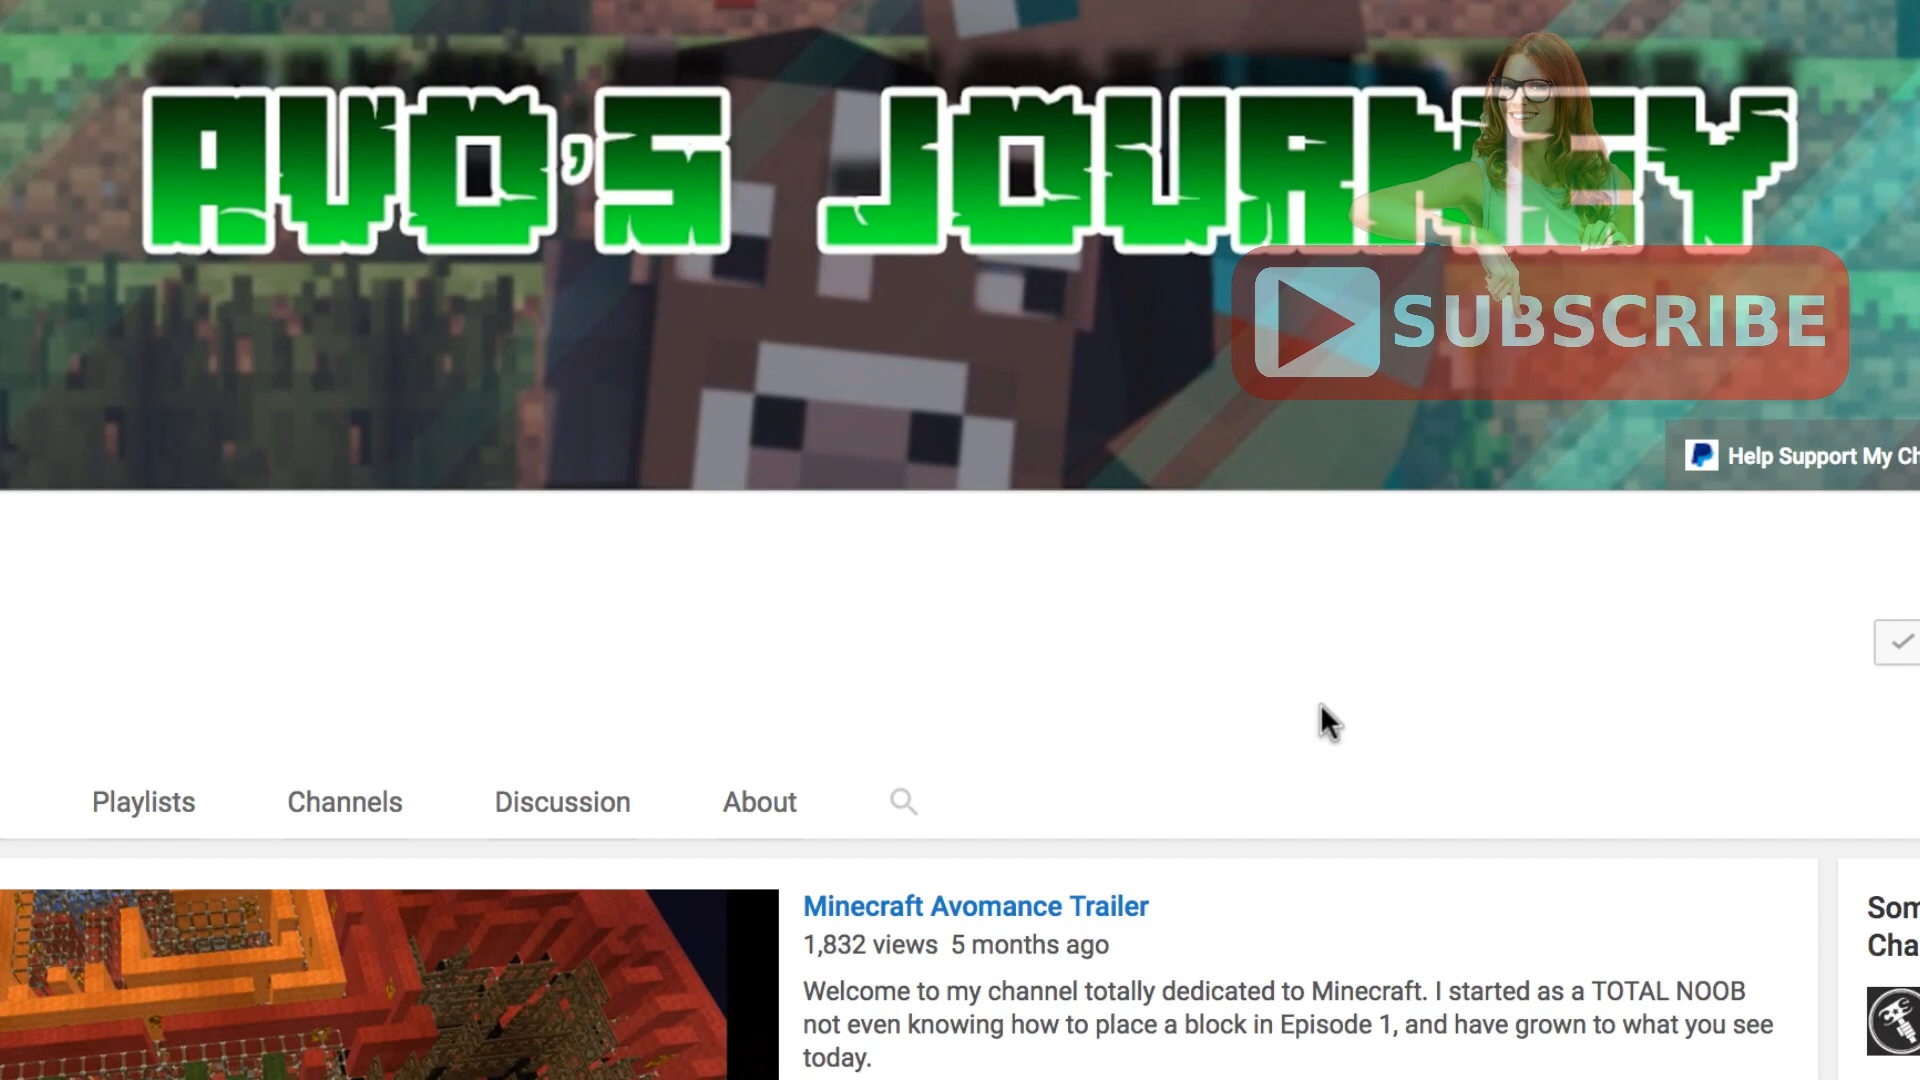 AVO'S JOURNEY
SUBSCRIBE
Help Support My Ch
Playlists
Channels
Discussion
About
Minecraft Avomance Trailer
1,832 views 5 months ago
Welcome to my channel totally dedicated to Minecraft. I started as a TOTAL NOOB
not even knowing how to place a block in Episode 1, and have grown to what you see
today.
Som
Cha